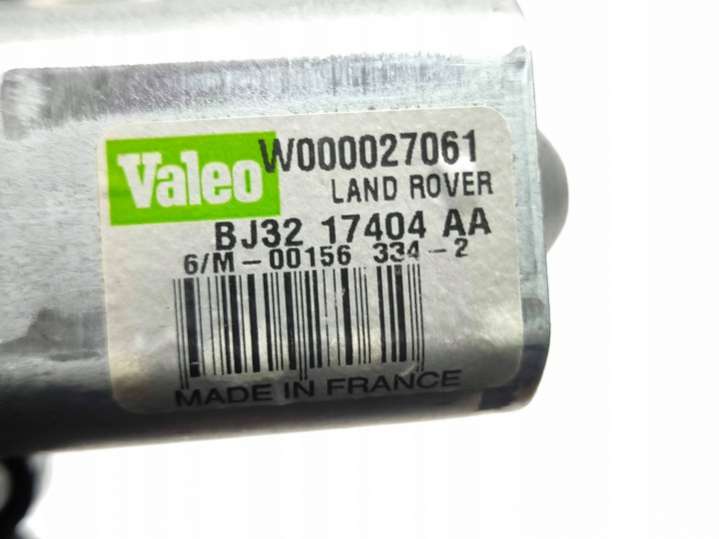 Valeo W000027061
LAND ROVER
BJ32 17404 AA
6/M-00156 334-2
MADE IN FRANCE